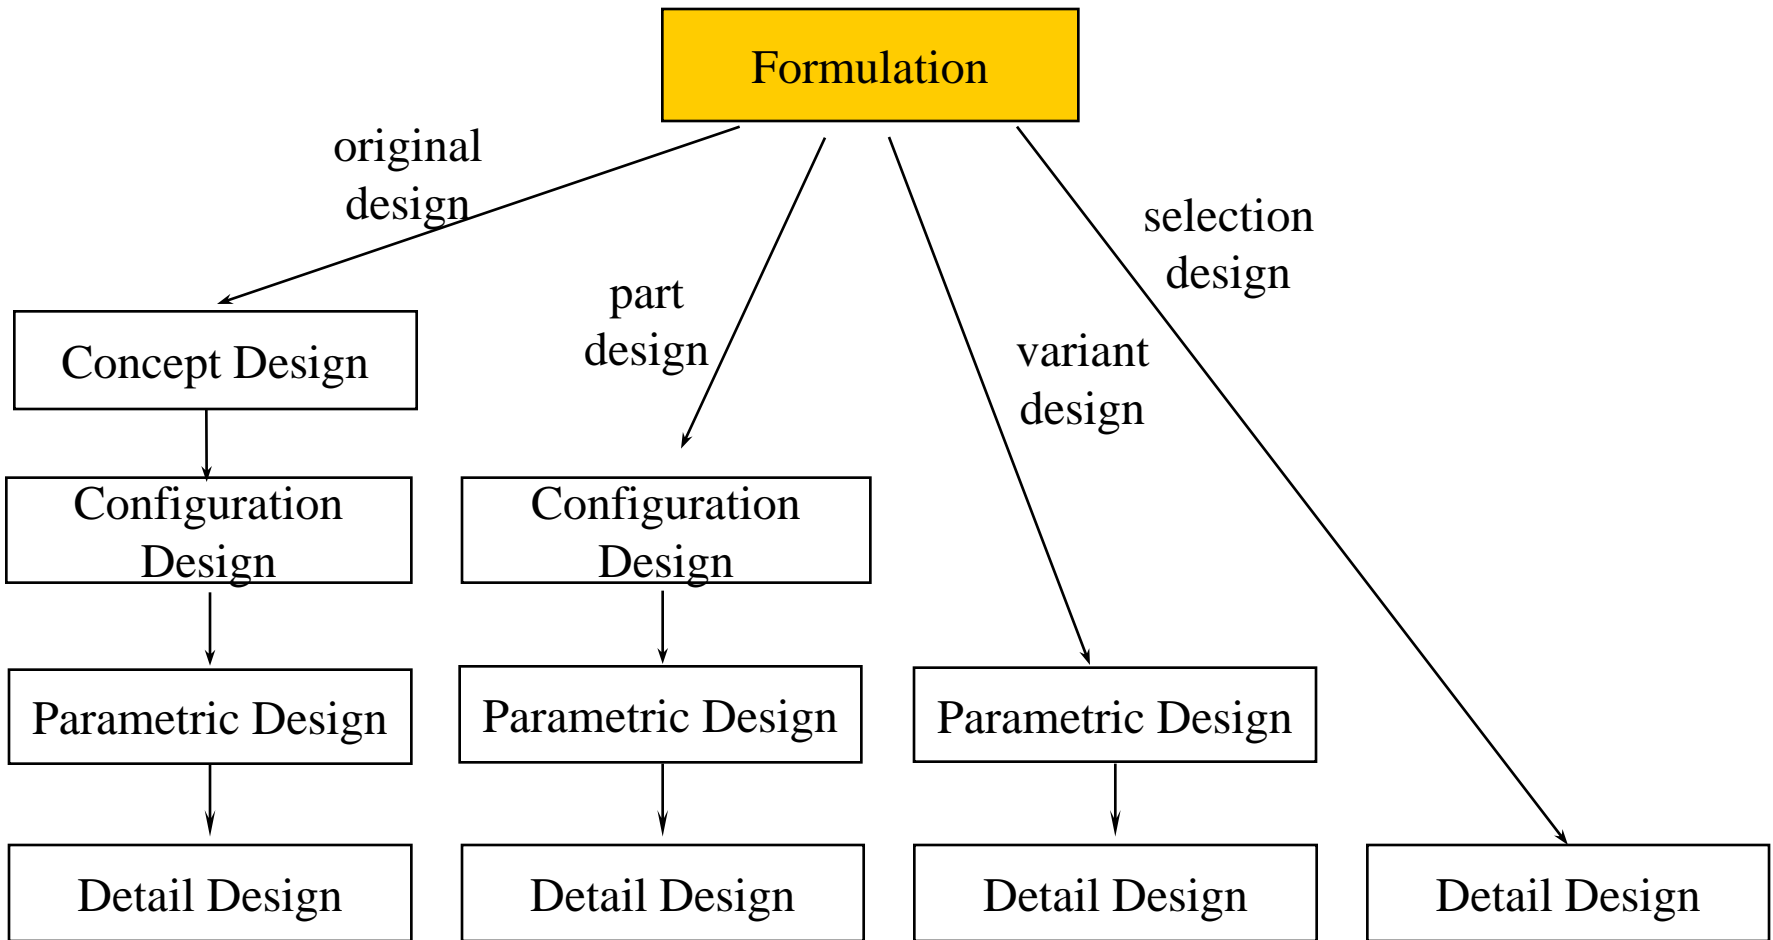 Formulation
original
design
selection
design
part
design
variant
design
Concept Design
Configuration
Design
Configuration
Design
Parametric Design
Parametric Design
Parametric Design
Detail Design
Detail Design
Detail Design
Detail Design